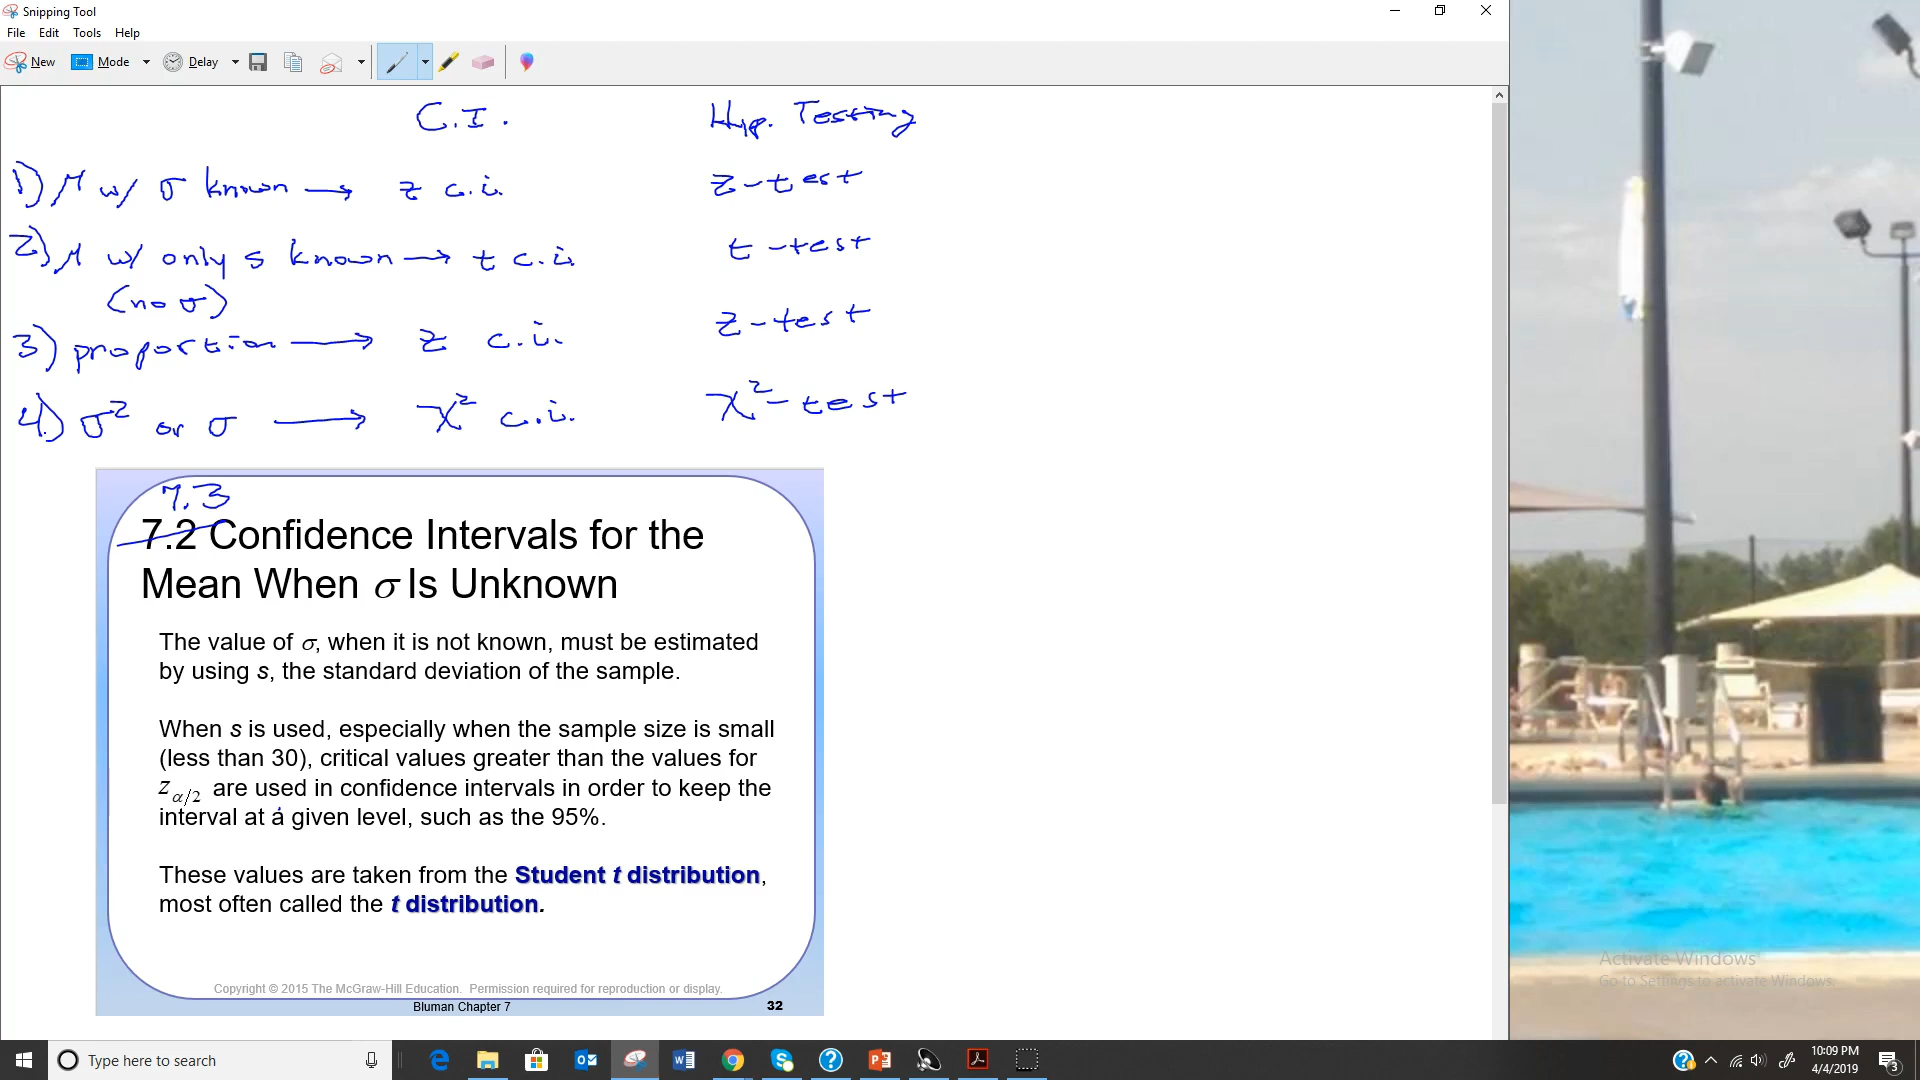 Snipping Tool
File Edit Tools Help
New Mode Delay
C.I. Hyp. Testing
1) μ w/ σ known → z c.i. z-test
2) μ w/ only s known → t c.i. t-test
(no σ)
3) proportion → z c.i. z-test
4) σ² or σ → χ² c.i. χ²-test
7.3
7.2 Confidence Intervals for the
Mean When σ Is Unknown
The value of σ, when it is not known, must be estimated
by using s, the standard deviation of the sample.
When s is used, especially when the sample size is small
(less than 30), critical values greater than the values for
z α/2 are used in confidence intervals in order to keep the
interval at a given level, such as the 95%.
These values are taken from the Student t distribution,
most often called the t distribution.
Copyright © 2015 The McGraw-Hill Education. Permission required for reproduction or display.
Bluman Chapter 7 32
Activate Windows
Go to Settings to activate Windows.
Type here to search
10:09 PM
4/4/2019
3